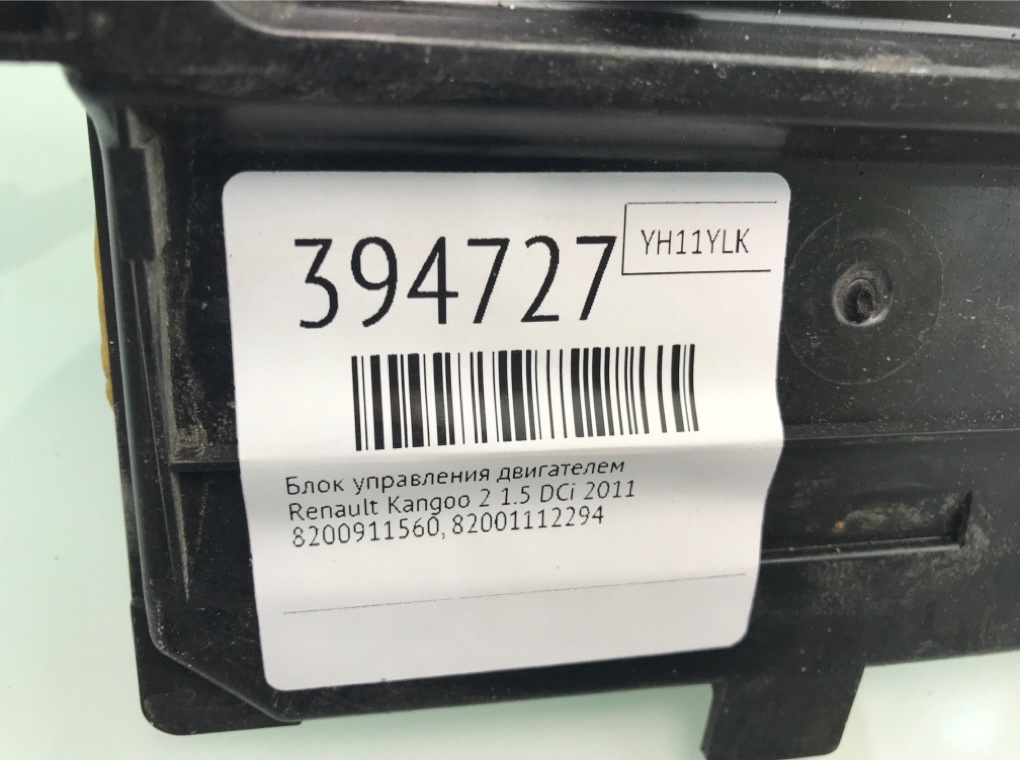 394727
YH11YLK
Блок управления двигателем
Renault Kangoo 2 1.5 DCi 2011
8200911560, 82001112294